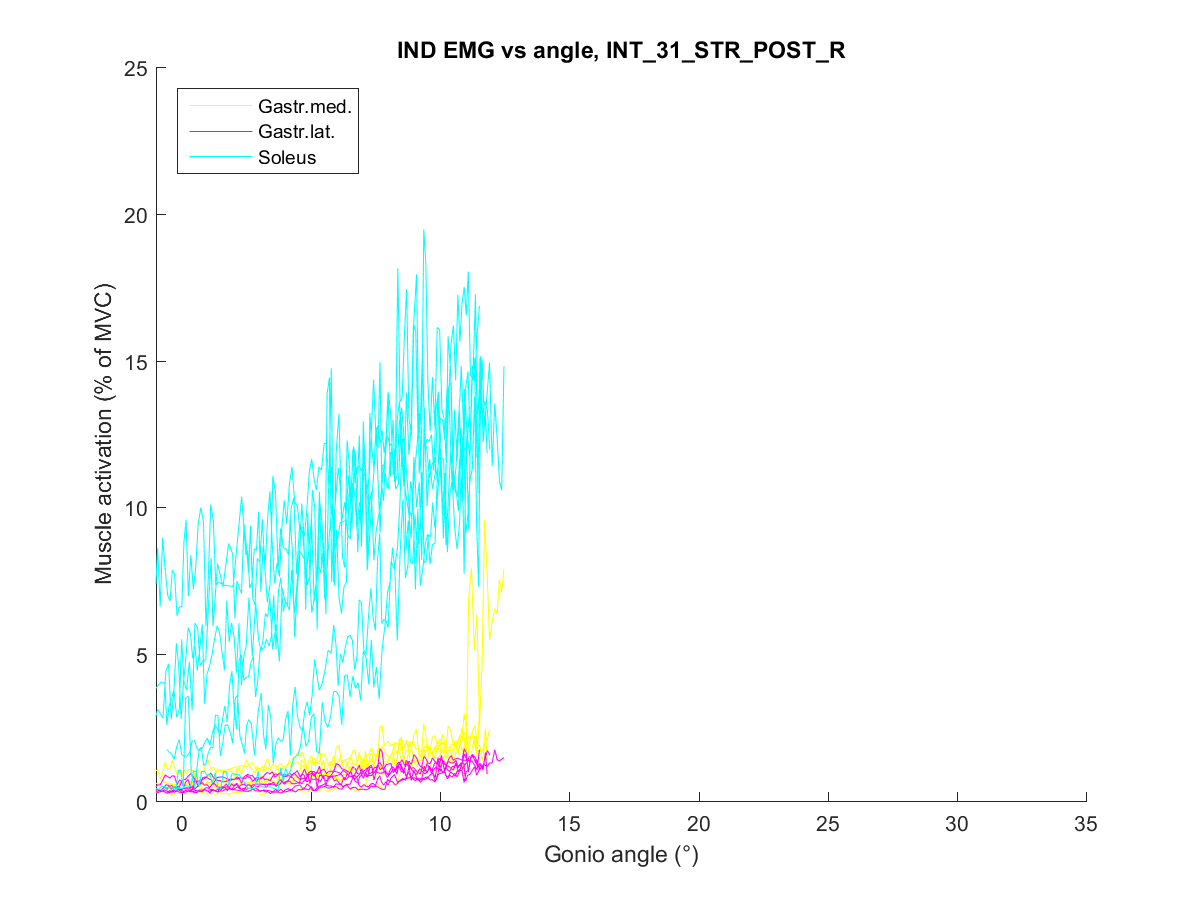 IND EMG vs angle, INT_31_STR_POST_R
25
20
15
10
5
0
Muscle activation (% of MVC)
Gastr.med.
Gastr.lat.
Soleus
0 5 10 15 20 25 30 35
Gonio angle (°)